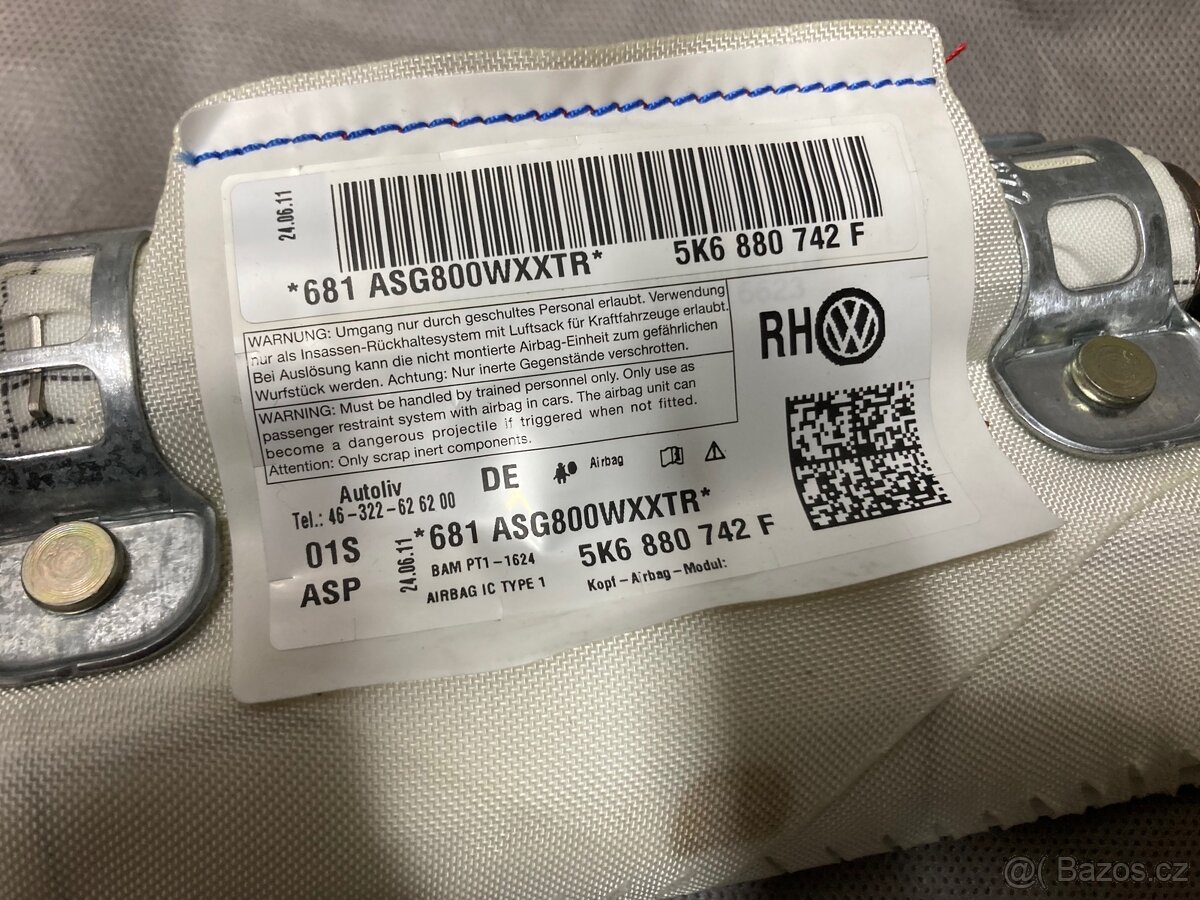 24.06.11
*681 ASG800WXXTR*
5K6 880 742 F
WARNUNG: Umgang nur durch geschultes Personal erlaubt. Verwendung
nur als Insassen-Rückhaltesystem mit Luftsack für Kraftfahrzeuge erlaubt.
Bei Auslösung kann die nicht montierte Airbag-Einheit zum gefährlichen
Wurfstück werden. Achtung: Nur inerte Gegenstände verschrotten.
WARNING: Must be handled by trained personnel only. Only use as
passenger restraint system with airbag in cars. The airbag unit can
become a dangerous projectile if triggered when not fitted.
Attention: Only scrap inert components.
RH
Autoliv
Tel.: 46-322-62 62 00
DE
Airbag
01S
ASP
24.06.11
*681 ASG800WXXTR*
BAM PT1-1624
5K6 880 742 F
AIRBAG IC TYPE 1
Kopf-Airbag-Modul:
@( Bazos.cz